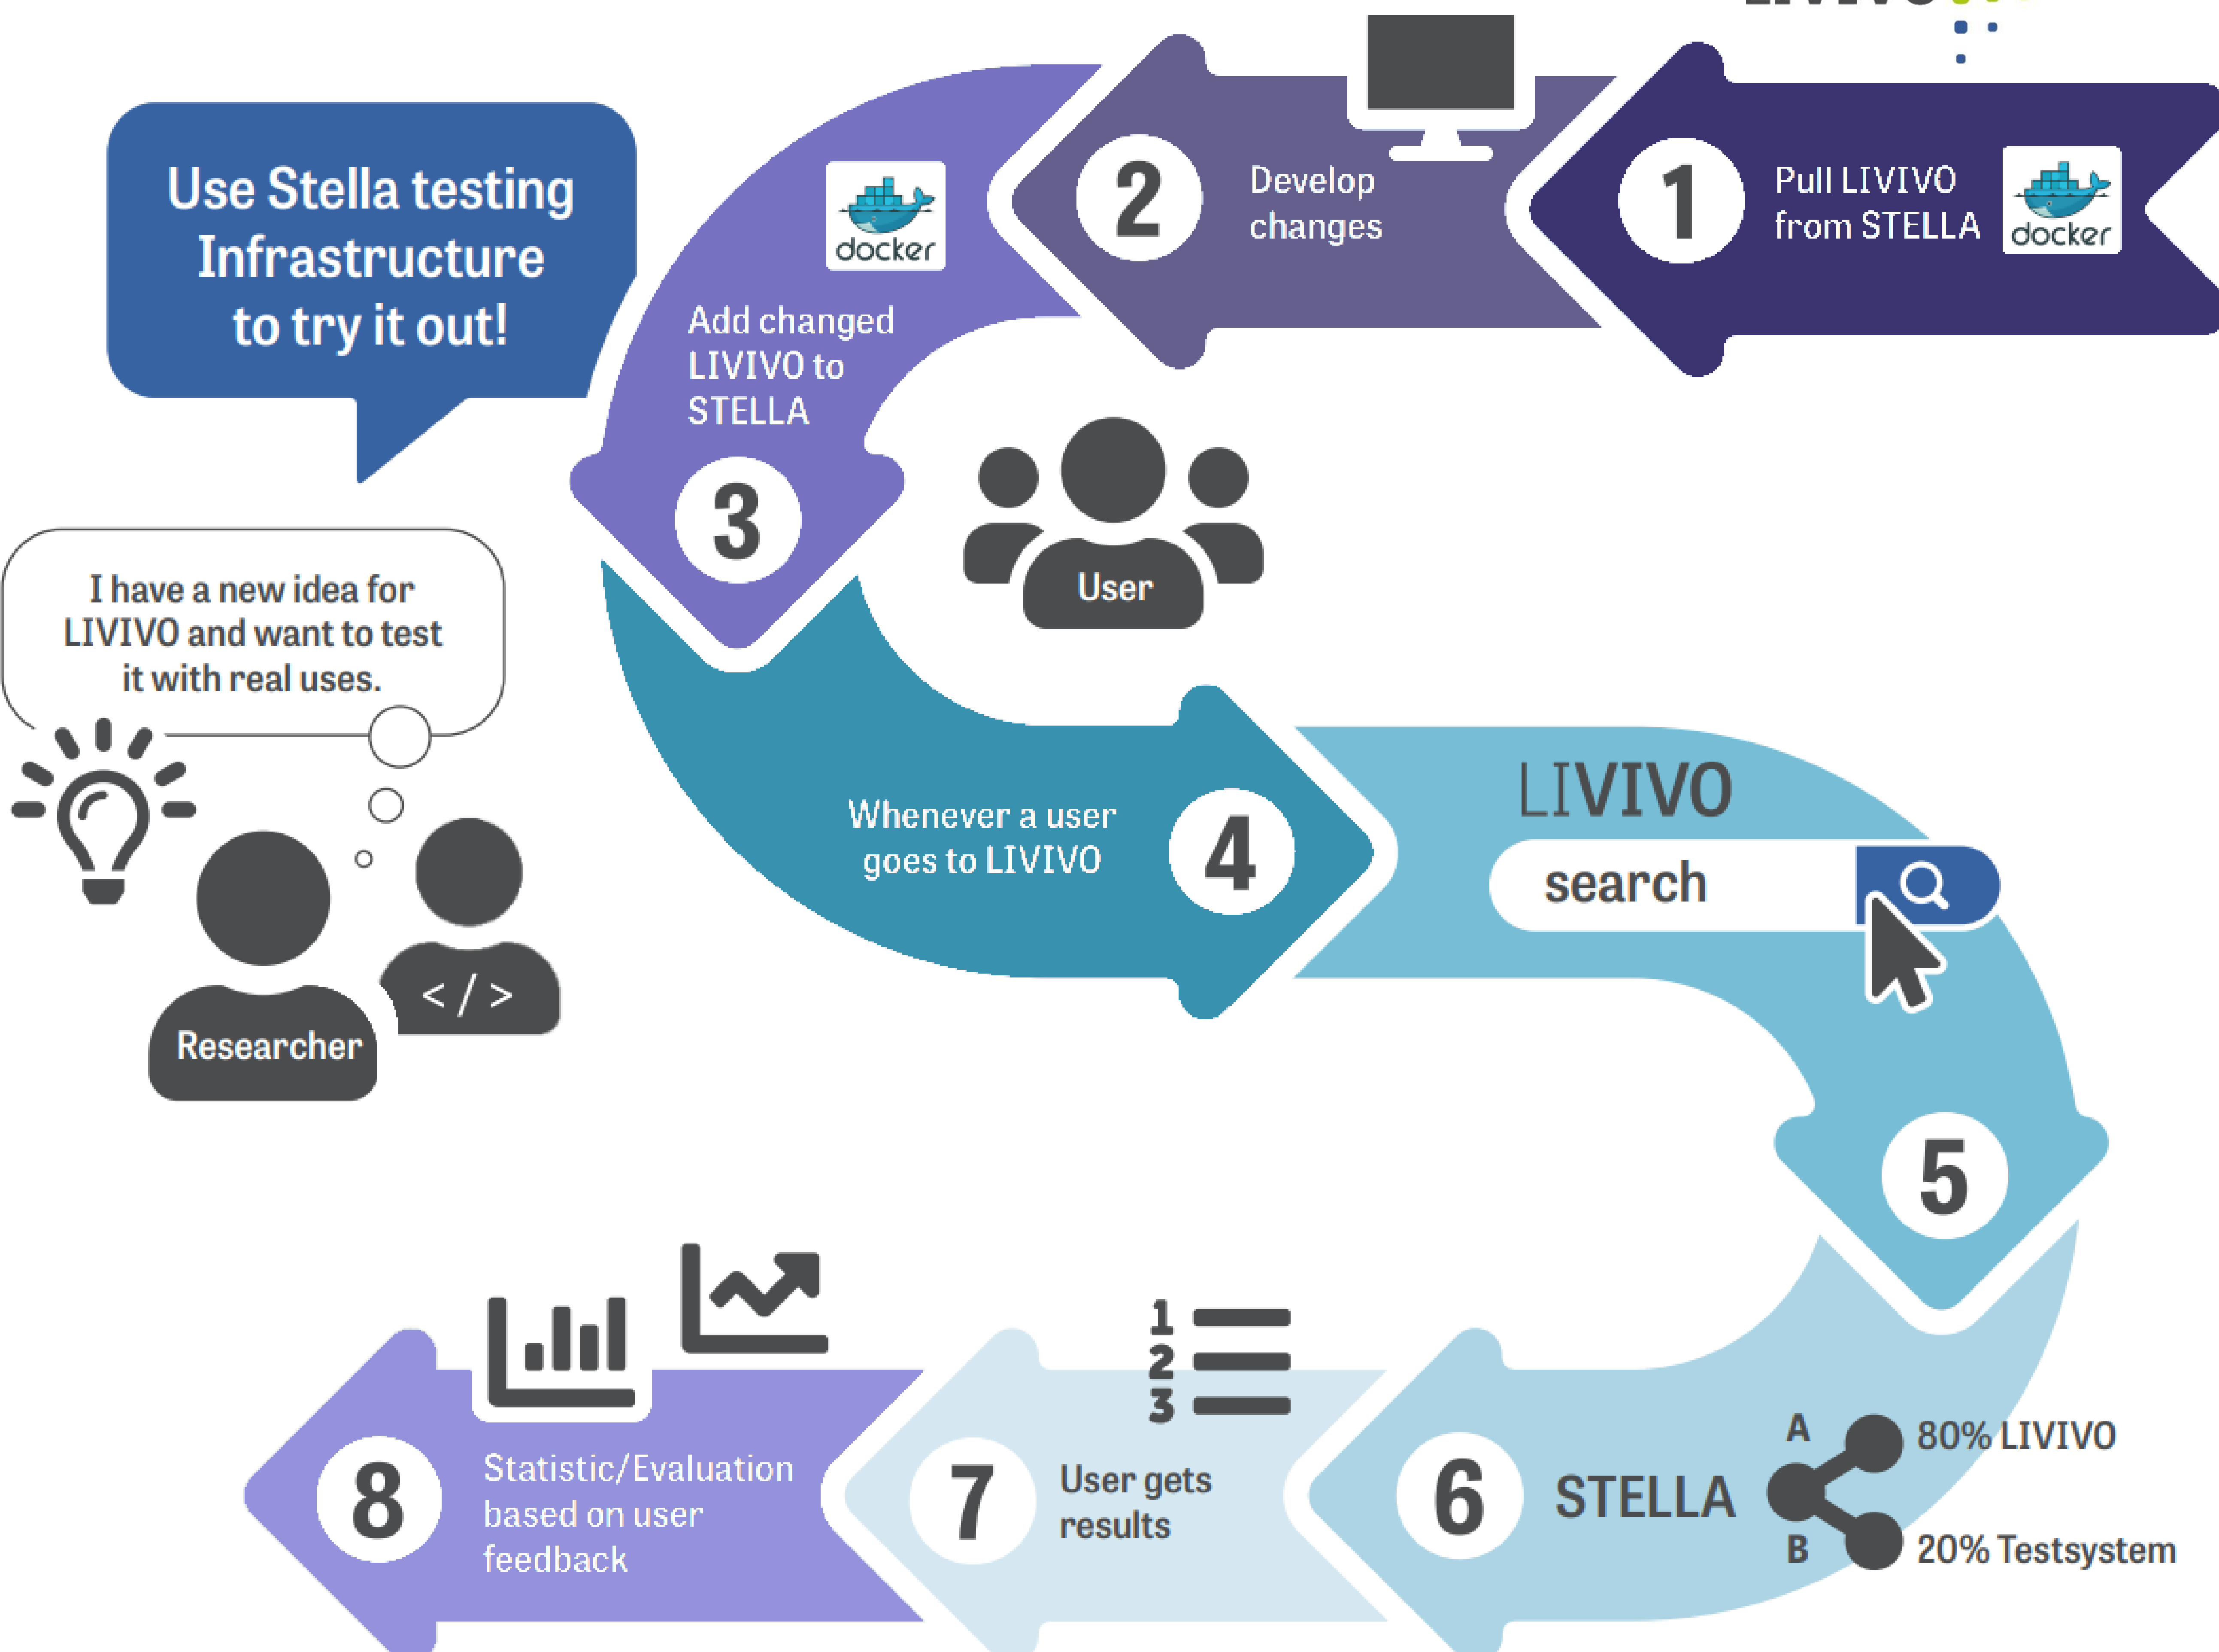 LIVIVO
Use Stella testing
Infrastructure
to try it out!
1
Pull LIVIVO
from STELLA
docker
2
Develop
changes
docker
Add changed
LIVIVO to
STELLA
3
User
I have a new idea for
LIVIVO and want to test
it with real uses.
Researcher
< / >
Whenever a user
goes to LIVIVO
4
LIVIVO
search
5
6
STELLA
A
80% LIVIVO
B
20% Testsystem
7
User gets
results
1
2
3
8
Statistic/Evaluation
based on user
feedback